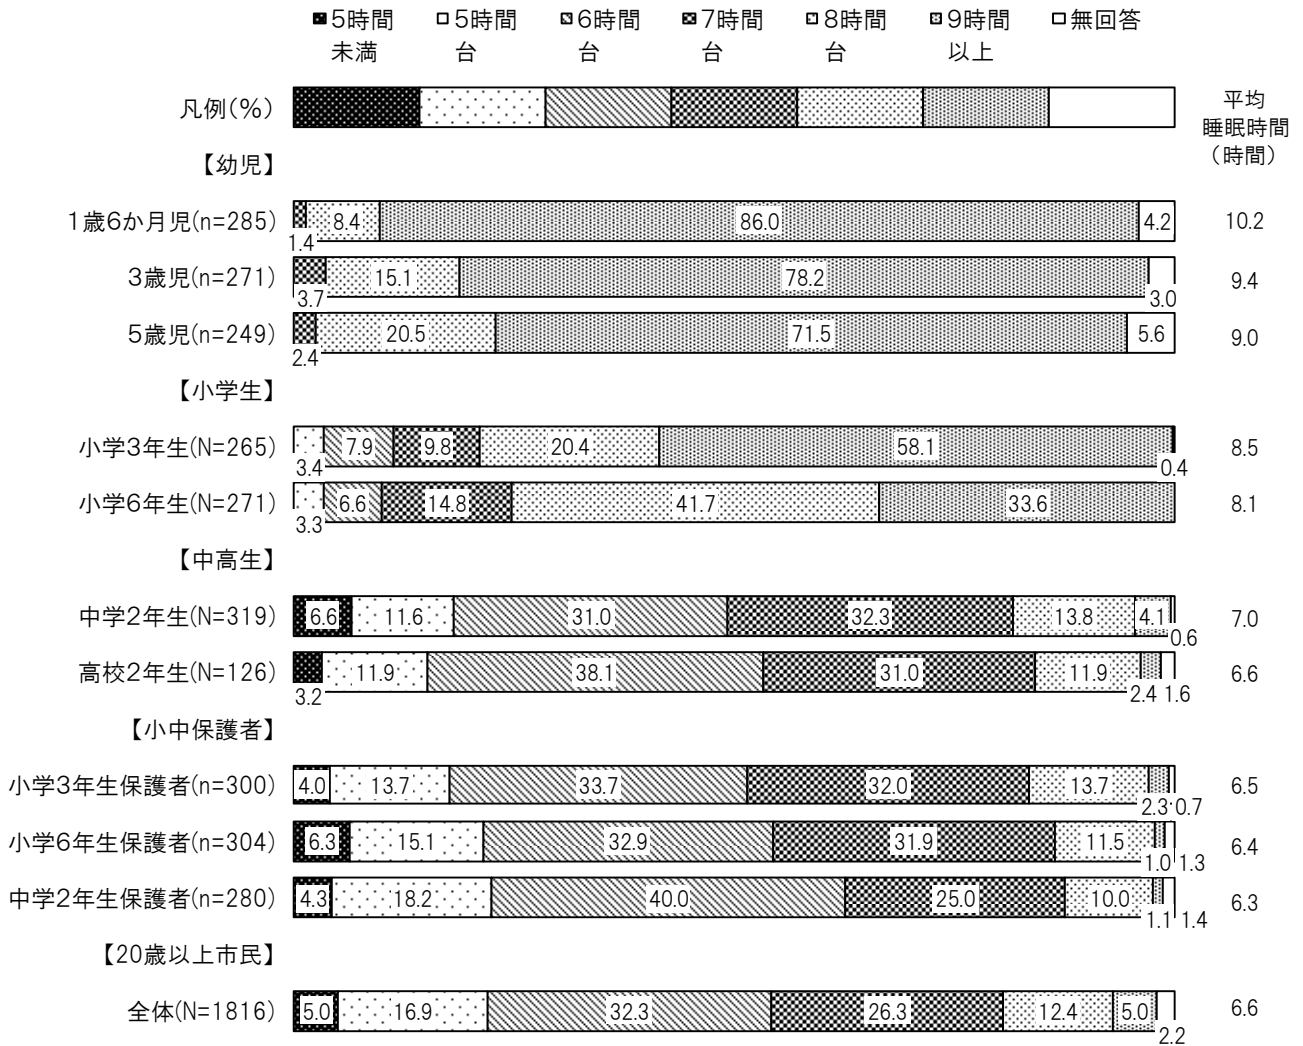 5時間未満 5時間台 6時間台 7時間台 8時間台 9時間以上 無回答
凡例(%)
平均
睡眠時間
(時間)
【幼児】
1歳6か月児(n=285) 1.4 8.4 86.0 4.2 10.2
3歳児(n=271) 3.7 15.1 78.2 3.0 9.4
5歳児(n=249) 2.4 20.5 71.5 5.6 9.0
【小学生】
小学3年生(N=265) 3.4 7.9 9.8 20.4 58.1 0.4 8.5
小学6年生(N=271) 3.3 6.6 14.8 41.7 33.6 8.1
【中高生】
中学2年生(N=319) 6.6 11.6 31.0 32.3 13.8 4.1 0.6 7.0
高校2年生(N=126) 3.2 11.9 38.1 31.0 11.9 2.4 1.6 6.6
【小中保護者】
小学3年生保護者(n=300) 4.0 13.7 33.7 32.0 13.7 2.3 0.7 6.5
小学6年生保護者(n=304) 6.3 15.1 32.9 31.9 11.5 1.0 1.3 6.4
中学2年生保護者(n=280) 4.3 18.2 40.0 25.0 10.0 1.1 1.4 6.3
【20歳以上市民】
全体(N=1816) 5.0 16.9 32.3 26.3 12.4 5.0 2.2 6.6